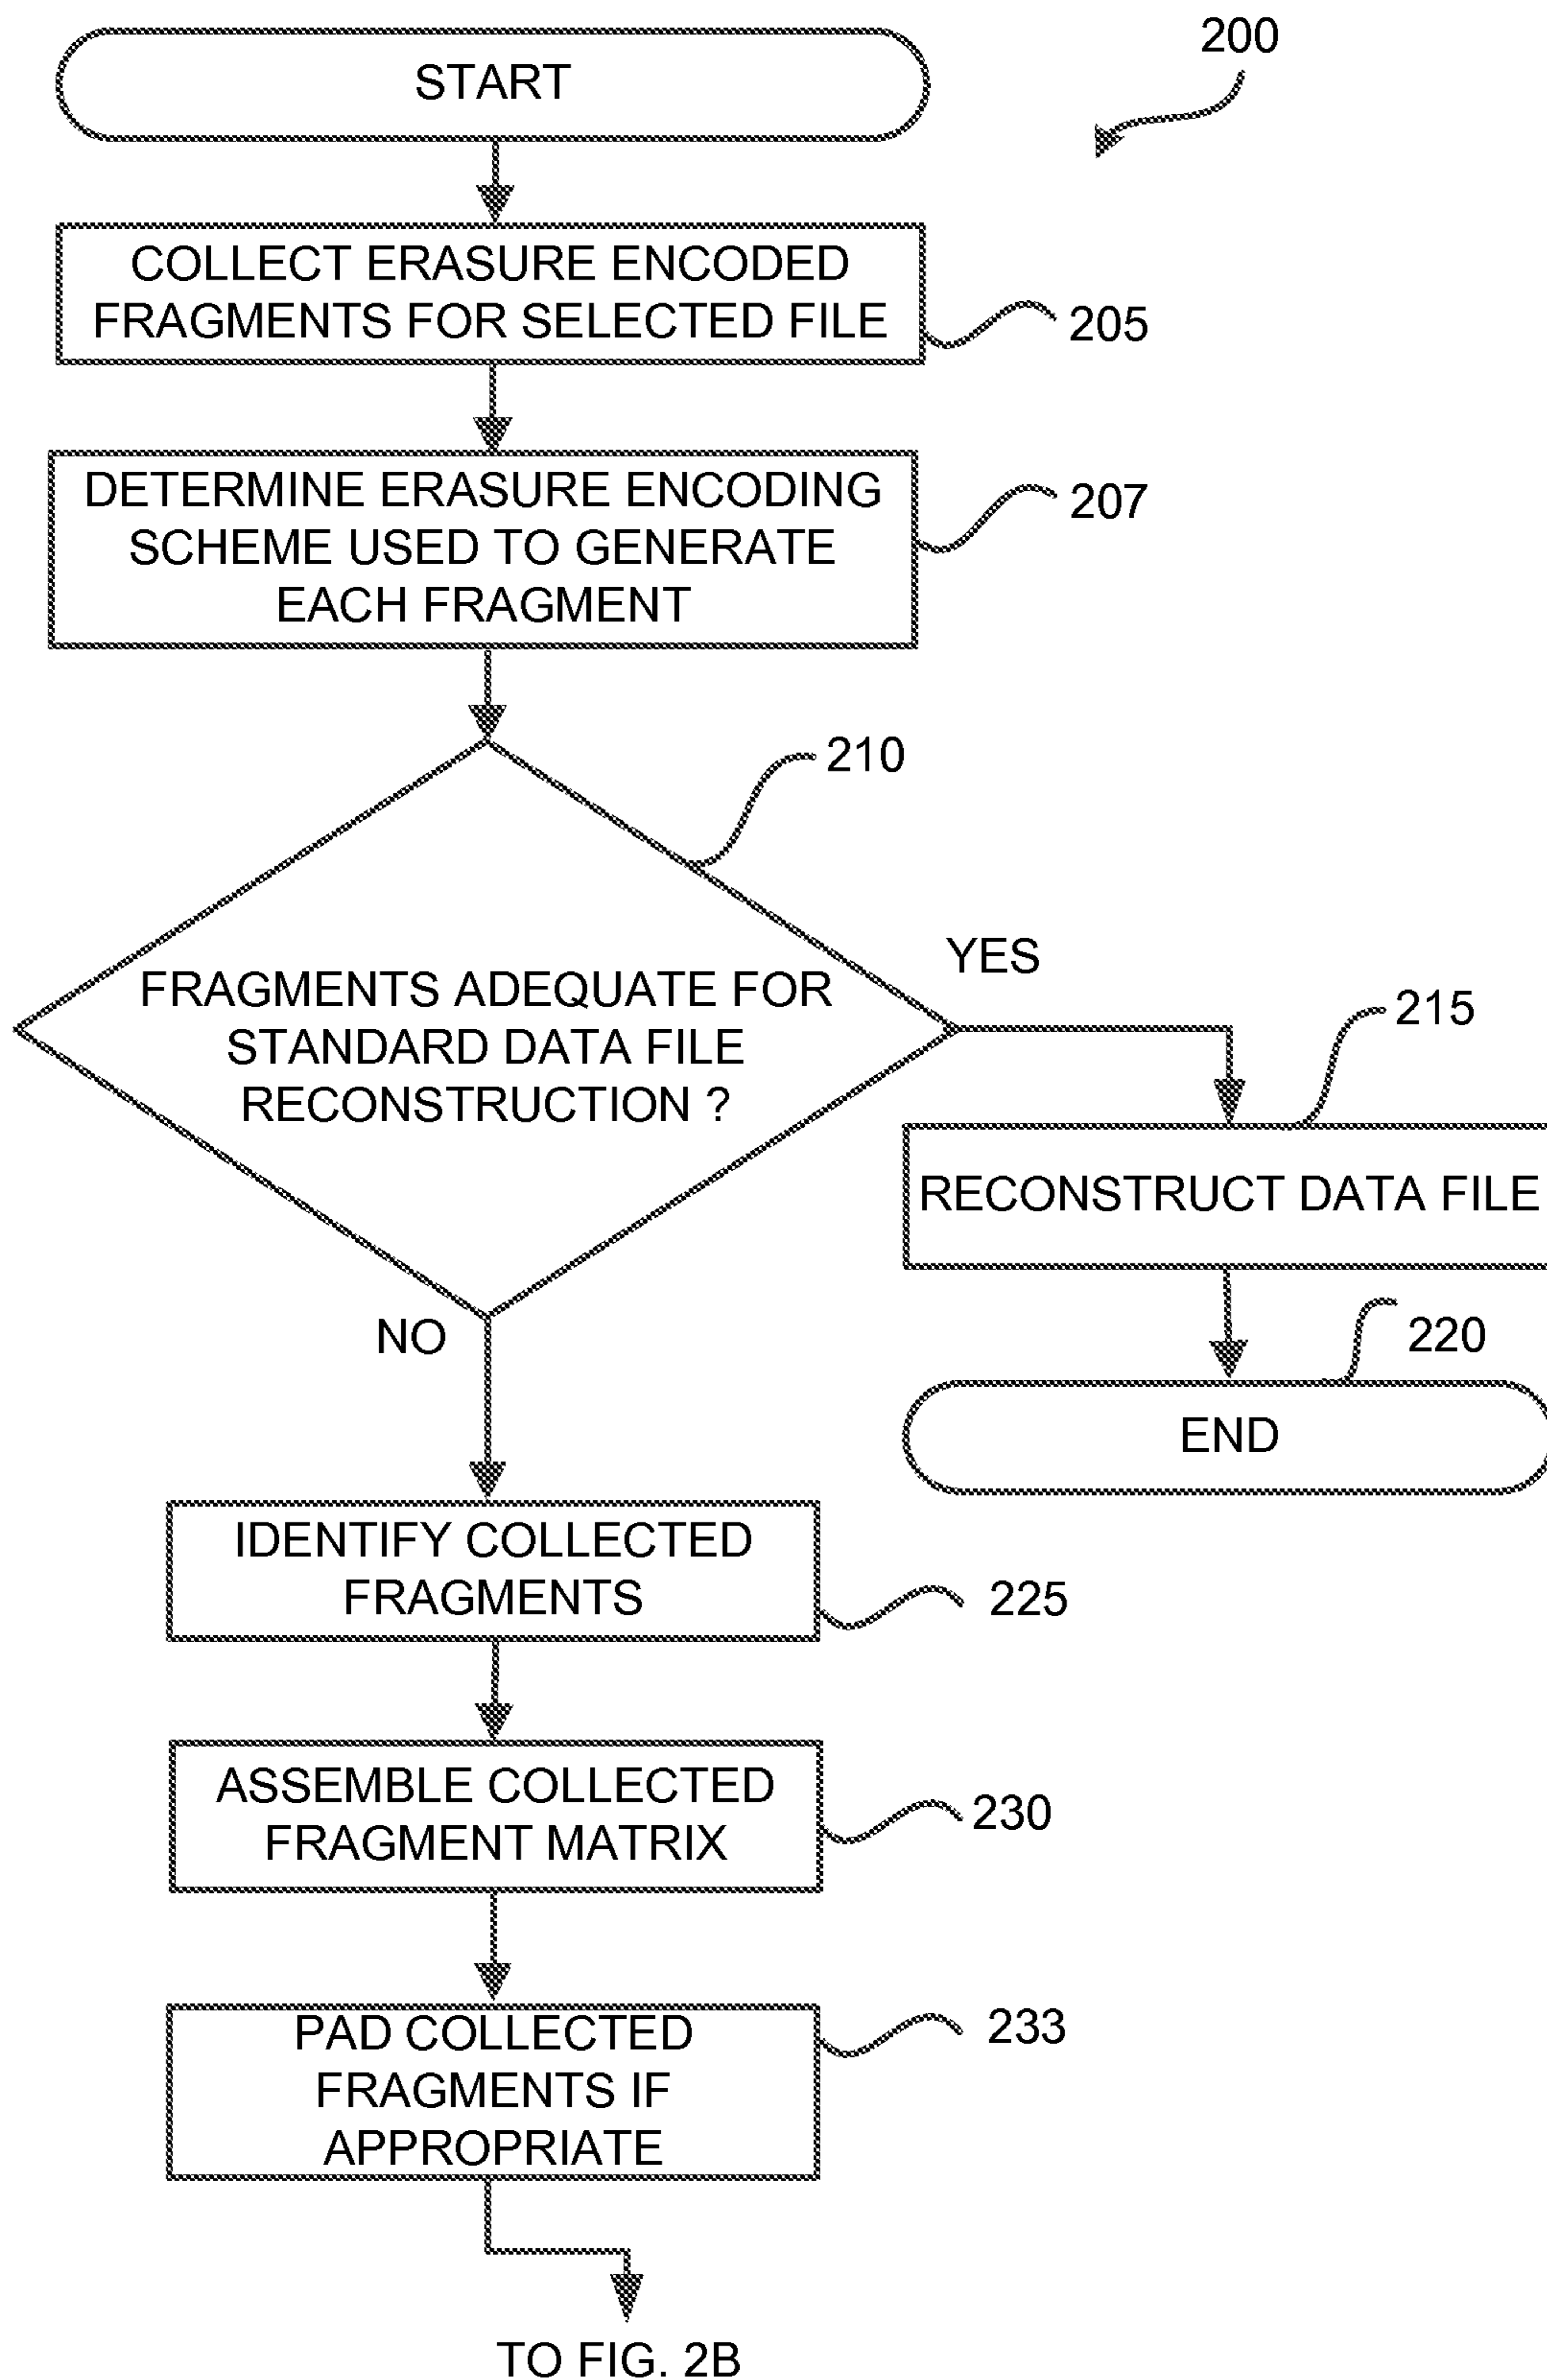 200
START
COLLECT ERASURE ENCODED
FRAGMENTS FOR SELECTED FILE
205
DETERMINE ERASURE ENCODING
SCHEME USED TO GENERATE
EACH FRAGMENT
207
210
FRAGMENTS ADEQUATE FOR
STANDARD DATA FILE
RECONSTRUCTION ?
YES
215
RECONSTRUCT DATA FILE
220
END
NO
IDENTIFY COLLECTED
FRAGMENTS
225
ASSEMBLE COLLECTED
FRAGMENT MATRIX
230
PAD COLLECTED
FRAGMENTS IF
APPROPRIATE
233
TO FIG. 2B